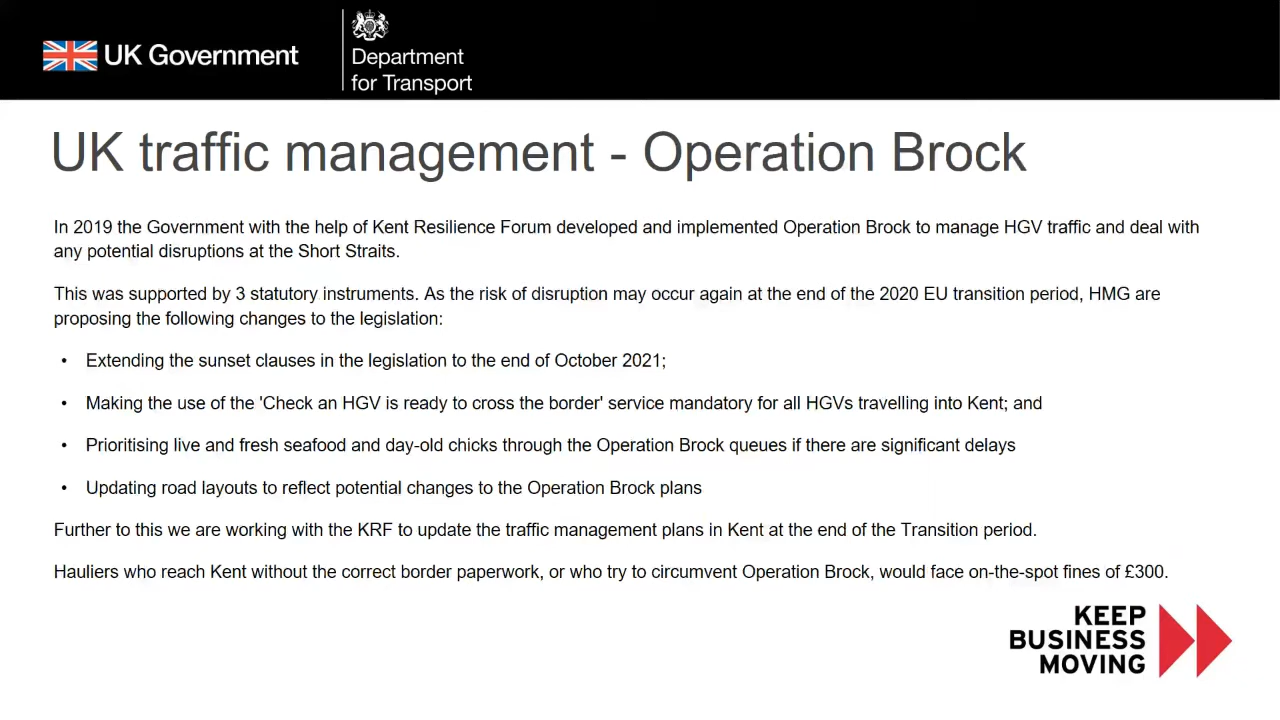 UK Government
Department
for Transport
UK traffic management - Operation Brock
In 2019 the Government with the help of Kent Resilience Forum developed and implemented Operation Brock to manage HGV traffic and deal with
any potential disruptions at the Short Straits.
This was supported by 3 statutory instruments. As the risk of disruption may occur again at the end of the 2020 EU transition period, HMG are
proposing the following changes to the legislation:
• Extending the sunset clauses in the legislation to the end of October 2021;
• Making the use of the 'Check an HGV is ready to cross the border' service mandatory for all HGVs travelling into Kent; and
• Prioritising live and fresh seafood and day-old chicks through the Operation Brock queues if there are significant delays
• Updating road layouts to reflect potential changes to the Operation Brock plans
Further to this we are working with the KRF to update the traffic management plans in Kent at the end of the Transition period.
Hauliers who reach Kent without the correct border paperwork, or who try to circumvent Operation Brock, would face on-the-spot fines of £300.
KEEP
BUSINESS
MOVING